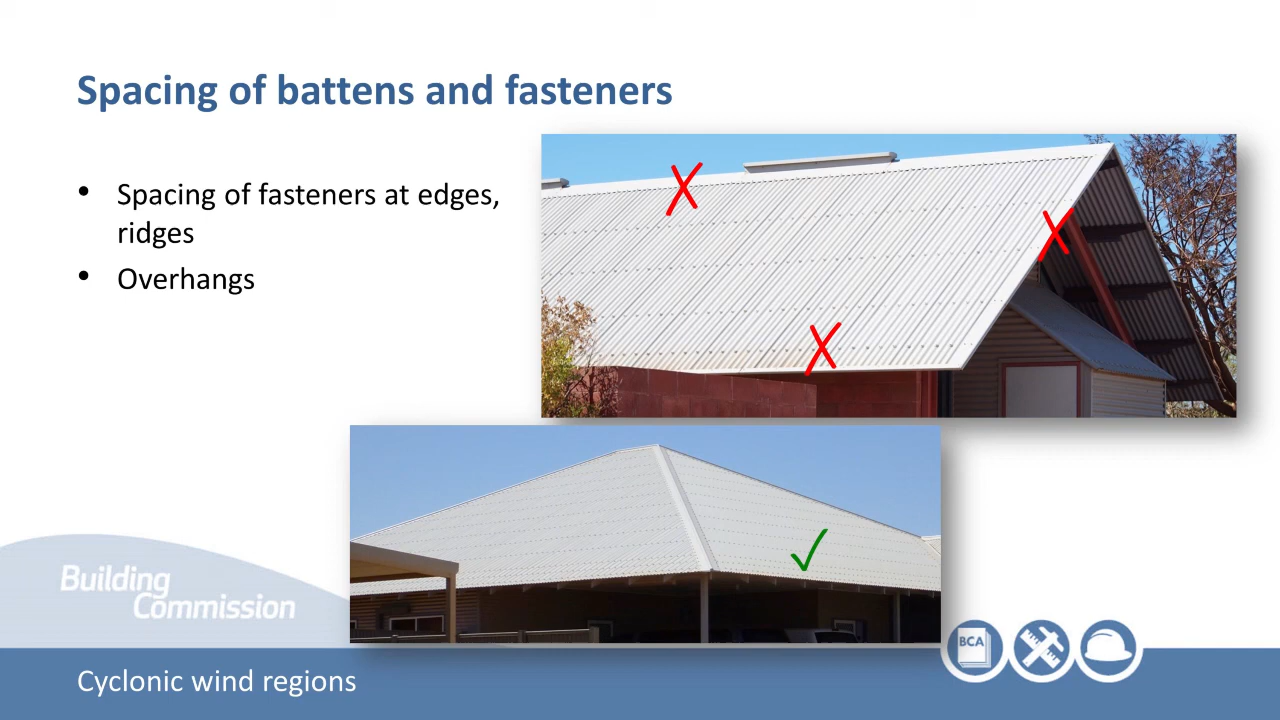 Spacing of battens and fasteners
• Spacing of fasteners at edges,
ridges
• Overhangs
Building
Commission
BCA
Cyclonic wind regions